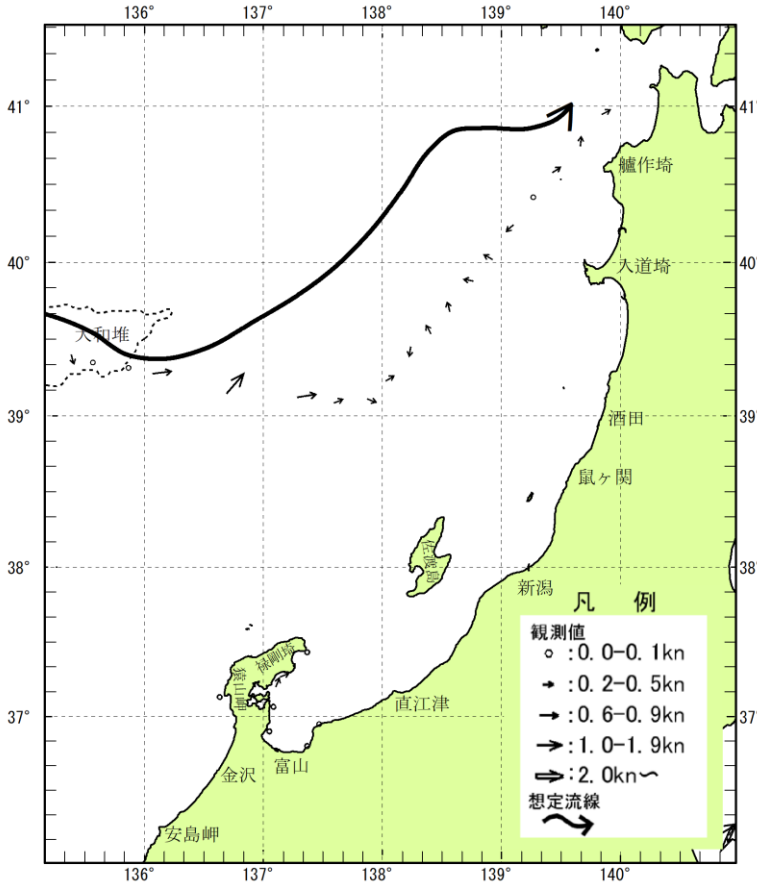 136° 137° 138° 139° 140°
41° 41°
艫作埼
40° 入道埼 40°
大和堆
39° 39°
酒田
鼠ヶ関
佐渡島
38° 38°
新潟
凡 例
観測値
:0.0-0.1kn
:0.2-0.5kn
:0.6-0.9kn
:1.0-1.9kn
:2.0kn〜
想定流線
禄剛埼
猿山岬
37° 37°
直江津
富山
金沢
安島岬
136° 137° 138° 139° 140°